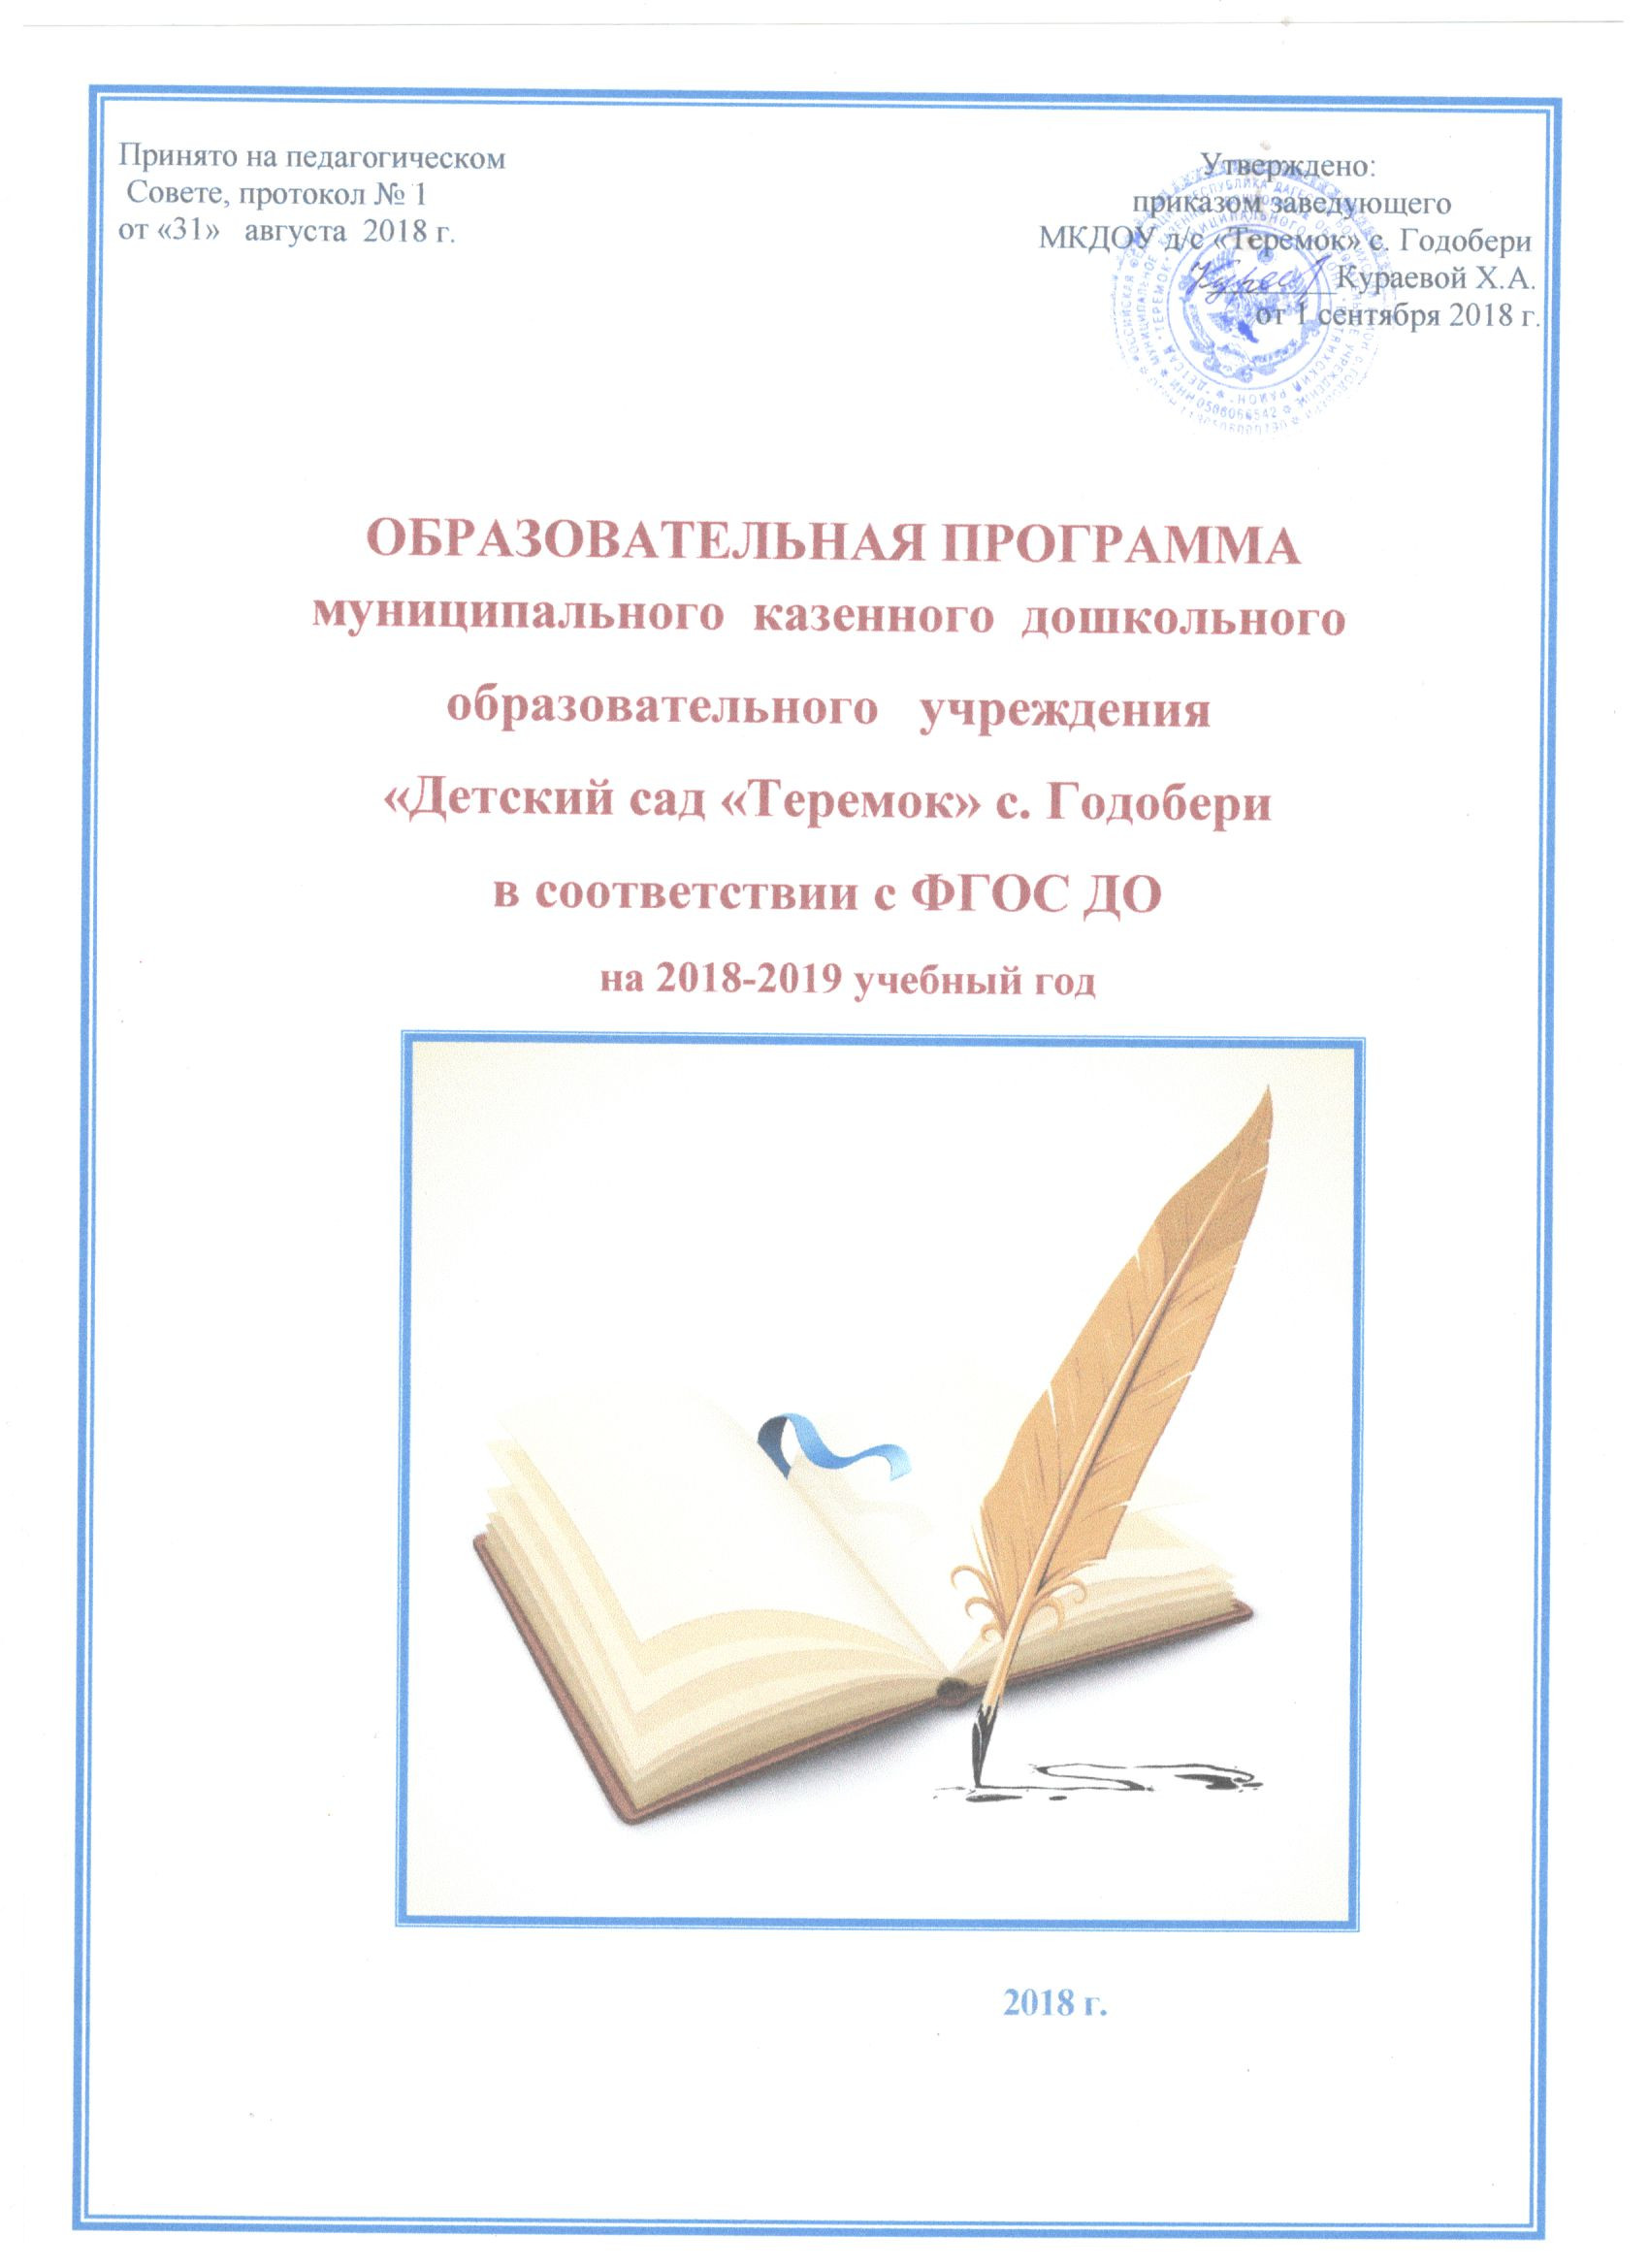 Принято на педагогическом
Совете, протокол № 1
от «31» августа 2018 г.
Утверждено:
приказом заведующего
МКДОУ д/с «Теремок» с. Годобери
Кураевой Х.А.
от 1 сентября 2018 г.
ОБРАЗОВАТЕЛЬНАЯ ПРОГРАММА
муниципального казенного дошкольного
образовательного учреждения
«Детский сад «Теремок» с. Годобери
в соответствии с ФГОС ДО
на 2018-2019 учебный год
2018 г.